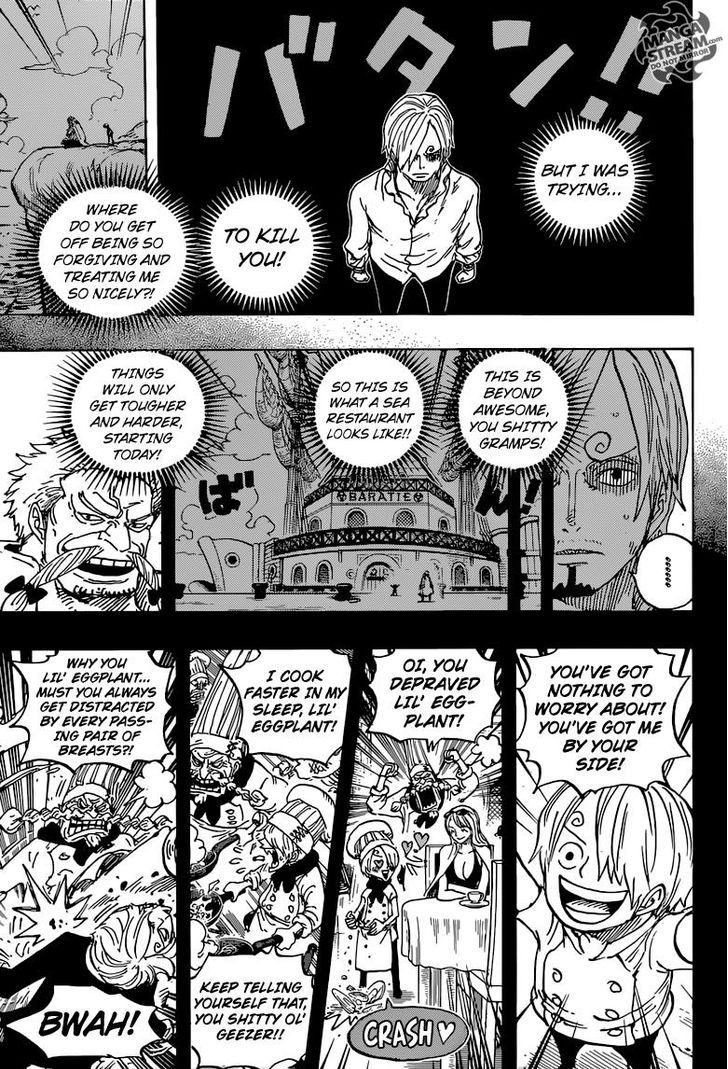 MANGA
STREAM.com
DO NOT MIRROR
バタン!!
BUT I WAS
TRYING...
TO KILL
YOU!
WHERE
DO YOU GET
OFF BEING SO
FORGIVING AND
TREATING ME
SO NICELY?!
THIS IS
BEYOND
AWESOME,
YOU SHITTY
GRAMPS!
SO THIS IS
WHAT A SEA
RESTAURANT
LOOKS LIKE!!
THINGS
WILL ONLY
GET TOUGHER
AND HARDER,
STARTING
TODAY!
ばん!
BARATIE
YOU'VE GOT
NOTHING TO
WORRY ABOUT!
YOU'VE GOT ME
BY YOUR
SIDE!
OI, YOU
DEPRAVED
LIL' EGG-
PLANT!
CRASH♥
I COOK
FASTER IN MY
SLEEP, LIL'
EGGPLANT!
KEEP TELLING
YOURSELF THAT,
YOU SHITTY OL'
GEEZER!!
WHY YOU
LIL' EGGPLANT...
MUST YOU ALWAYS
GET DISTRACTED
BY EVERY PASS-
ING PAIR OF
BREASTS?!
BWAH!